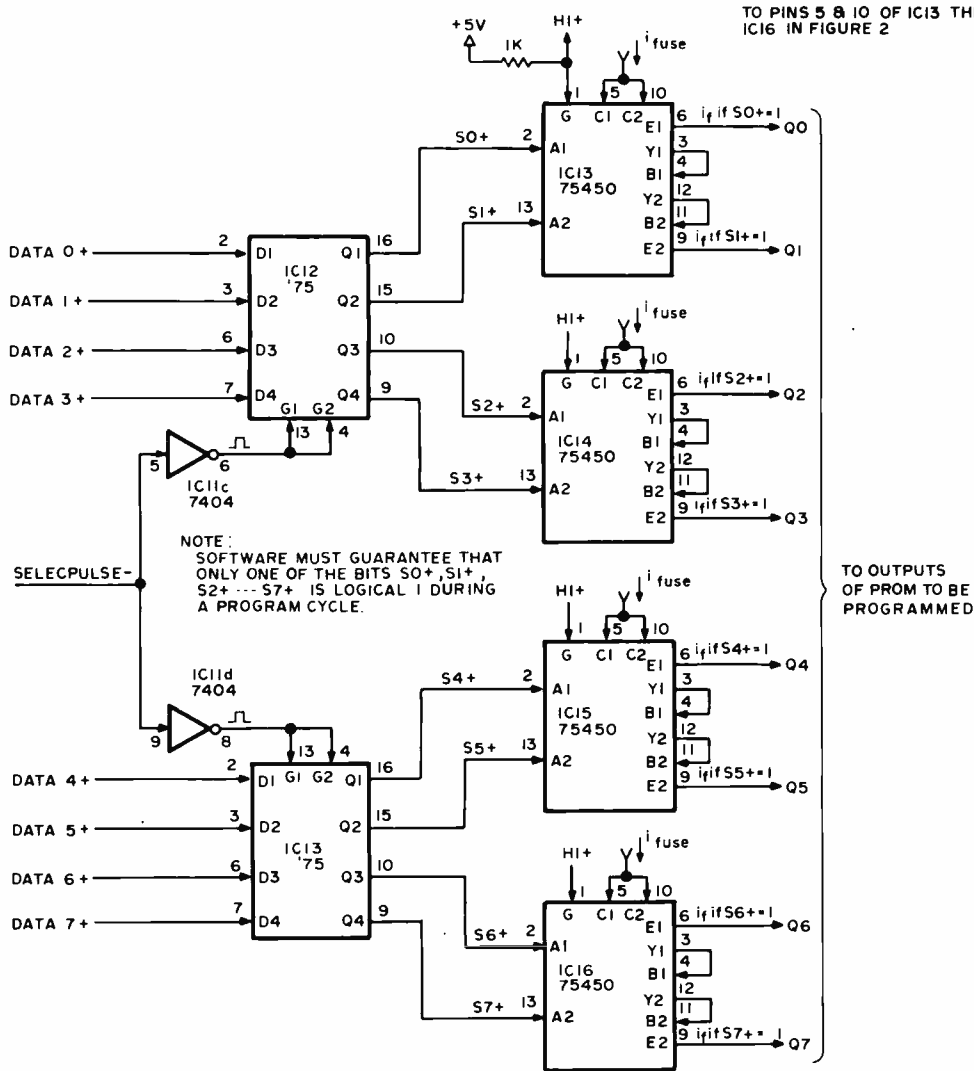 TO PINS 5 & 10 OF IC13 TH
IC16 IN FIGURE 2
+5V
1K
HI+
i fuse
1
5
10
G
C1
C2
S0+
2
A1
IC13
75450
E1
6
if if S0+=1
Q0
Y1
3
B1
4
Y2
12
B2
11
S1+
13
A2
E2
9
if if S1+=1
Q1
DATA 0+
2
D1
IC12
'75
Q1
16
DATA 1+
3
D2
Q2
15
DATA 2+
6
D3
Q3
10
DATA 3+
7
D4
Q4
9
G1
G2
13
4
HI+
i fuse
1
5
10
G
C1
C2
S2+
2
A1
IC14
75450
E1
6
if if S2+=1
Q2
Y1
3
B1
4
Y2
12
B2
11
S3+
13
A2
E2
9
if if S3+=1
Q3
5
6
IC11c
7404
NOTE:
SOFTWARE MUST GUARANTEE THAT
ONLY ONE OF THE BITS S0+, S1+,
S2+ --- S7+ IS LOGICAL 1 DURING
A PROGRAM CYCLE.
SELECPULSE-
TO OUTPUTS
OF PROM TO BE
PROGRAMMED
IC11d
7404
9
8
HI+
i fuse
1
5
10
G
C1
C2
S4+
2
A1
IC15
75450
E1
6
if if S4+=1
Q4
Y1
3
B1
4
Y2
12
B2
11
S5+
13
A2
E2
9
if if S5+=1
Q5
13
4
G1
G2
DATA 4+
2
D1
Q1
16
DATA 5+
3
D2
IC13
'75
Q2
15
DATA 6+
6
D3
Q3
10
DATA 7+
7
D4
Q4
9
HI+
i fuse
1
5
10
G
C1
C2
S6+
2
A1
IC16
75450
E1
6
if if S6+=1
Q6
Y1
3
B1
4
Y2
12
B2
11
S7+
13
A2
E2
9
if if S7+=1
Q7